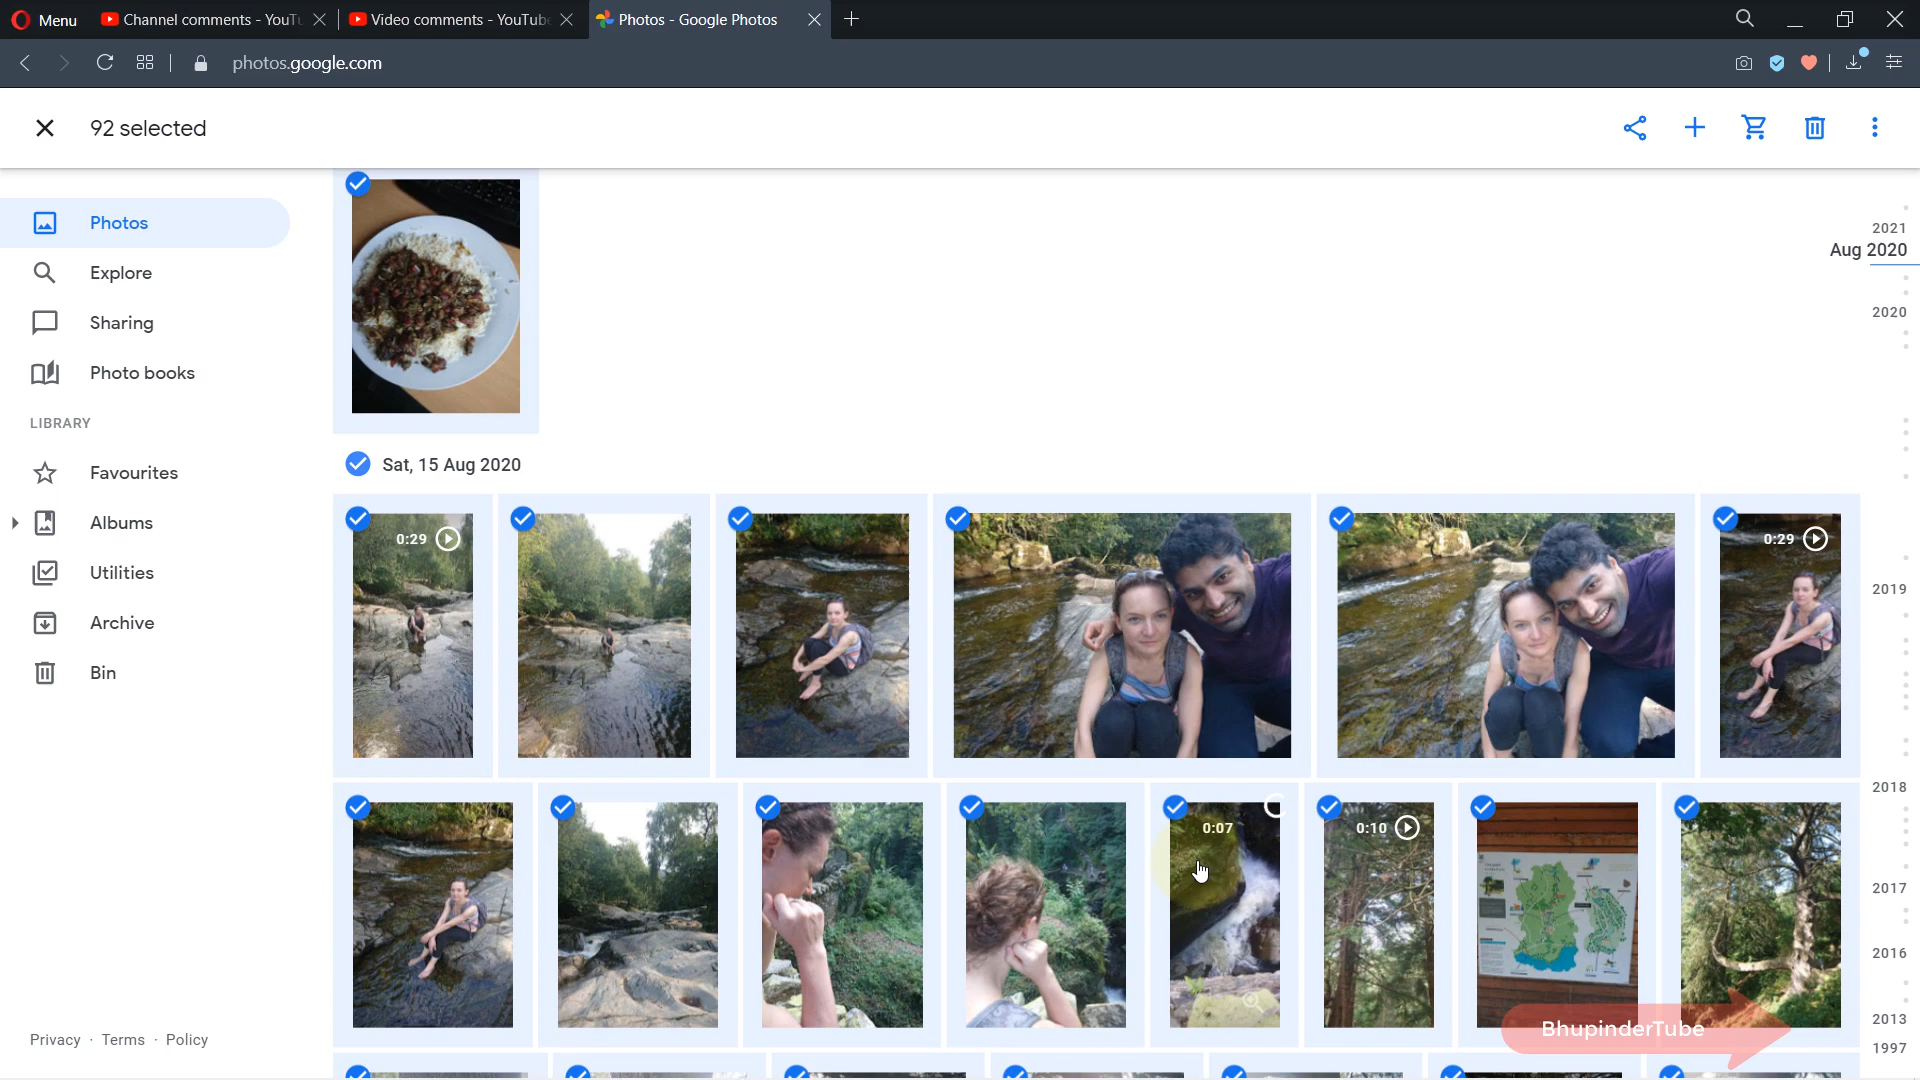 Menu
Channel comments - YouTu
Video comments - YouTube
Photos - Google Photos
photos.google.com
92 selected
Photos
Explore
Sharing
Photo books
LIBRARY
Favourites
Albums
Utilities
Archive
Bin
Privacy · Terms · Policy
Sat, 15 Aug 2020
0:29
0:29
0:07
0:10
2021
Aug 2020
2020
2019
2018
2017
2016
2013
1997
BhupinderTube